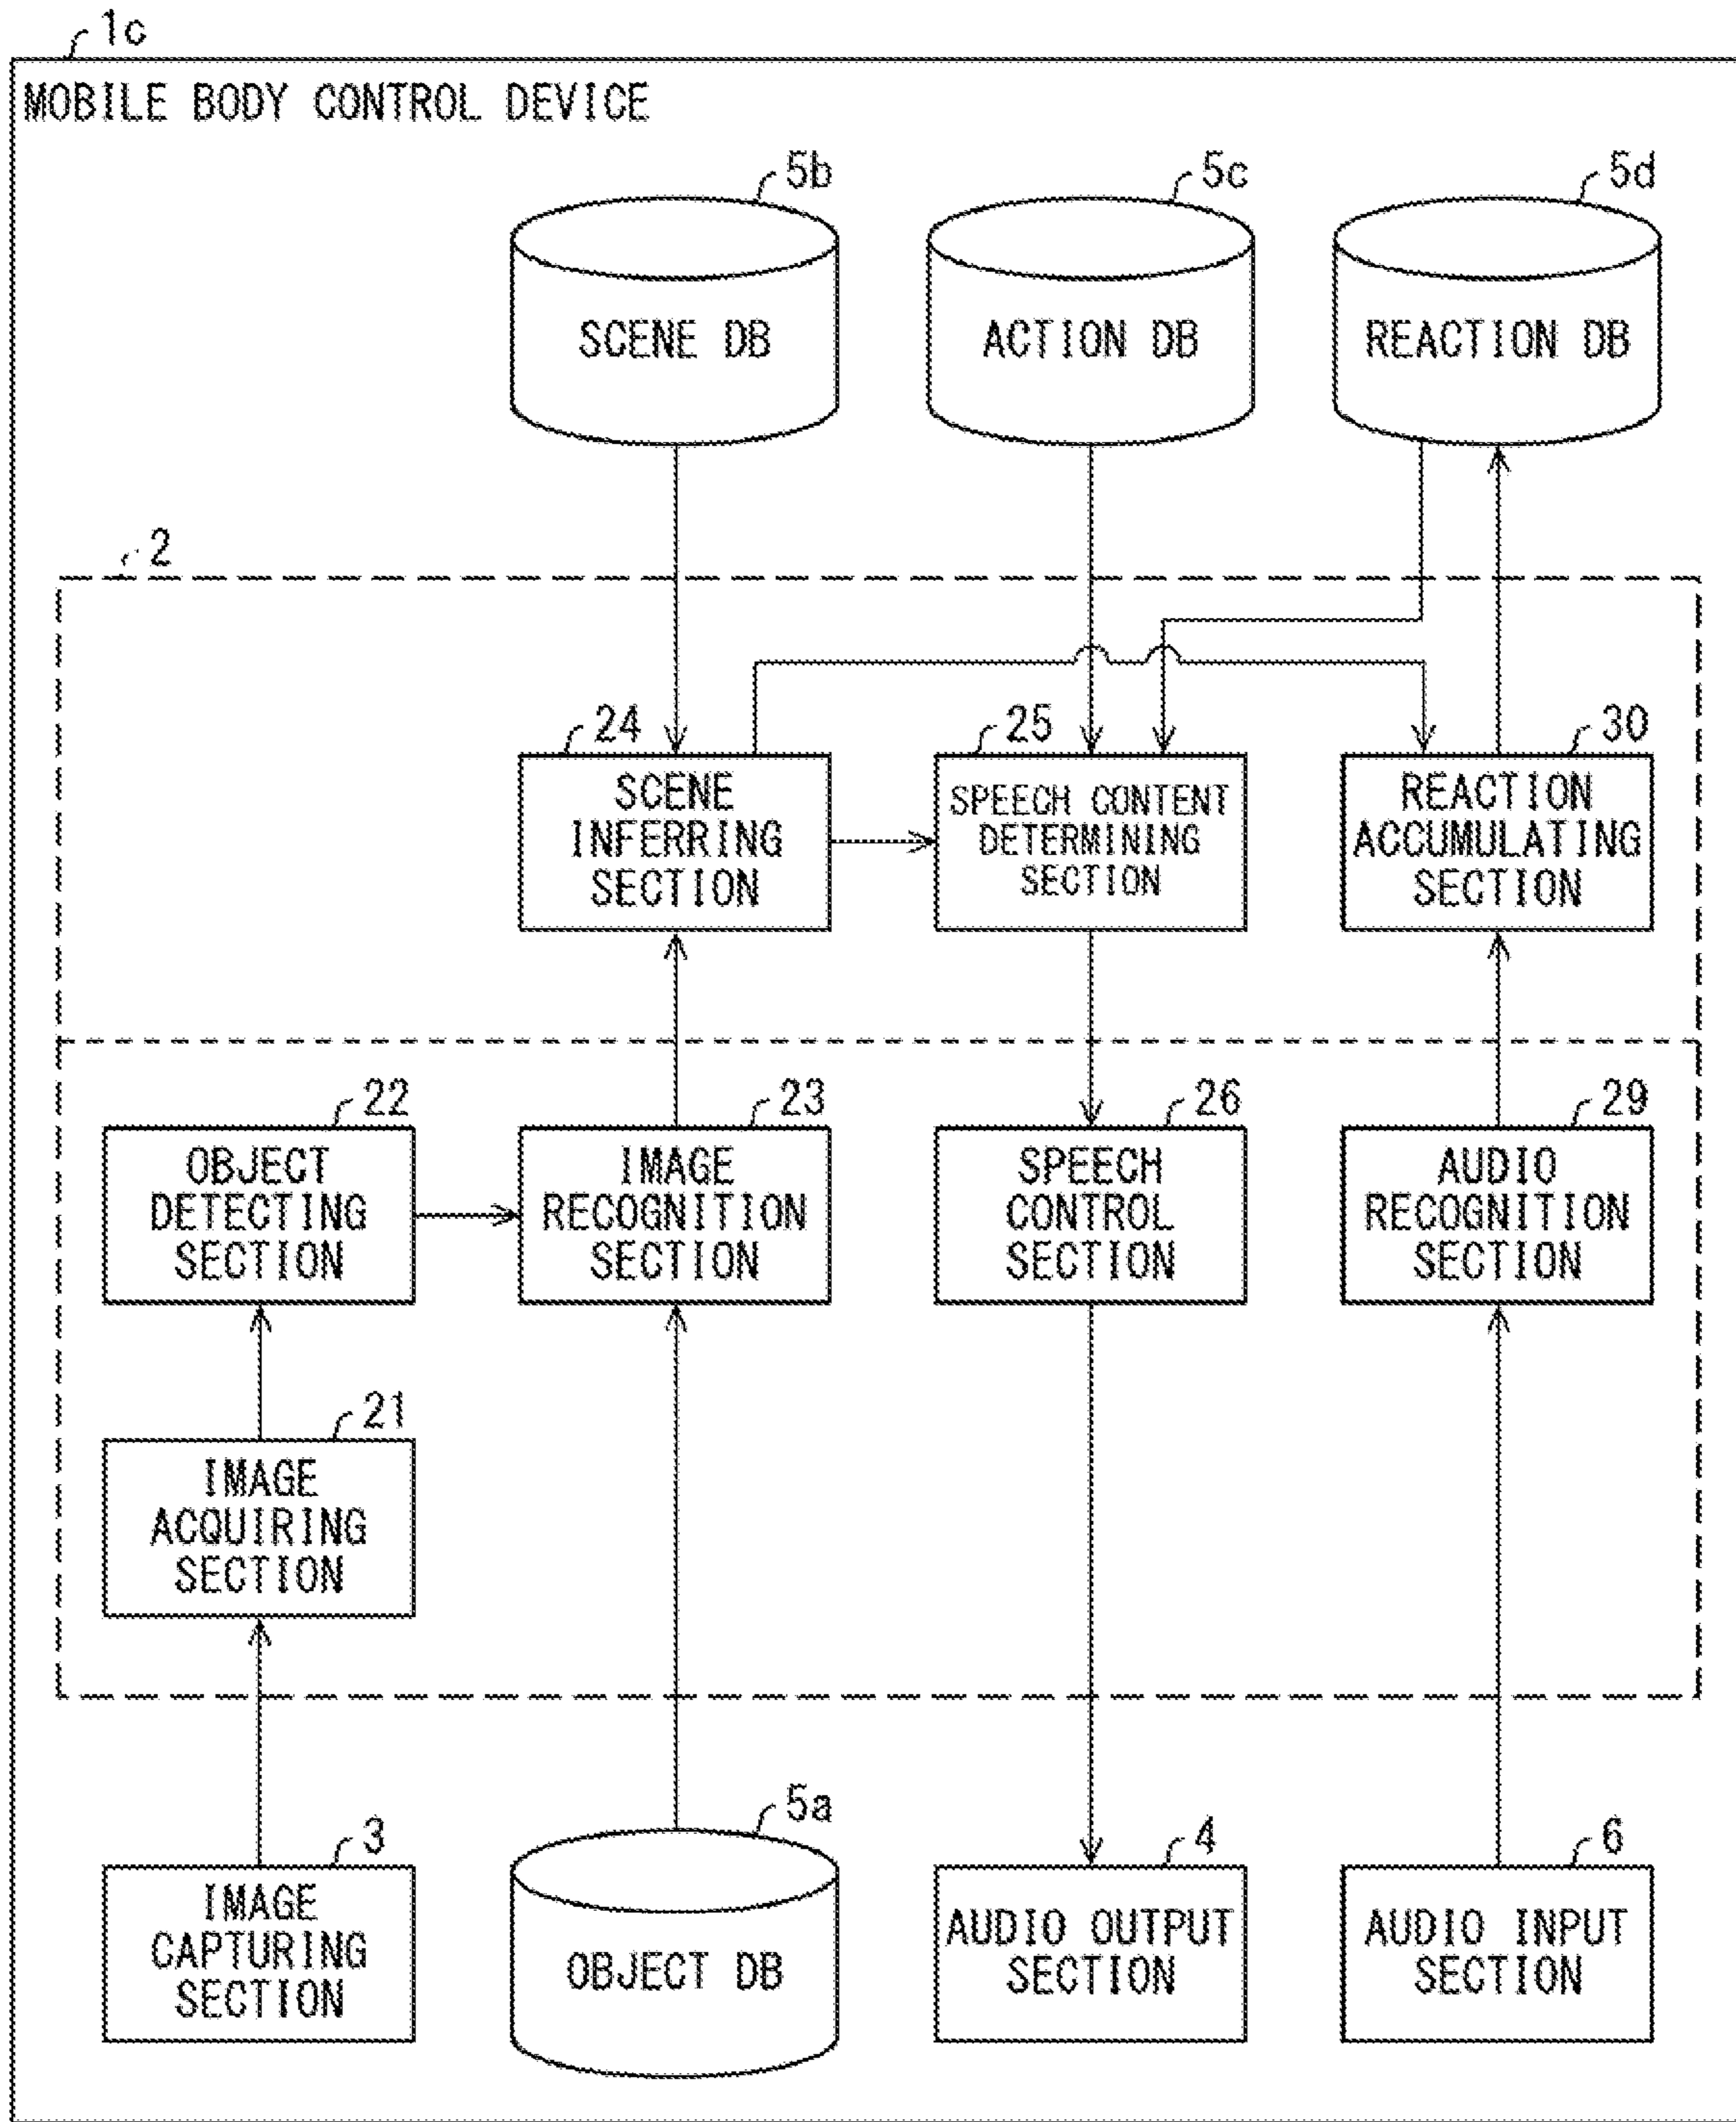 1c
MOBILE BODY CONTROL DEVICE
5b
5c
5d
SCENE DB
ACTION DB
REACTION DB
2
24
25
30
SCENE
INFERRING
SECTION
SPEECH CONTENT
DETERMINING
SECTION
REACTION
ACCUMULATING
SECTION
22
23
26
29
OBJECT
DETECTING
SECTION
IMAGE
RECOGNITION
SECTION
SPEECH
CONTROL
SECTION
AUDIO
RECOGNITION
SECTION
21
IMAGE
ACQUIRING
SECTION
3
5a
4
6
IMAGE
CAPTURING
SECTION
OBJECT DB
AUDIO OUTPUT
SECTION
AUDIO INPUT
SECTION